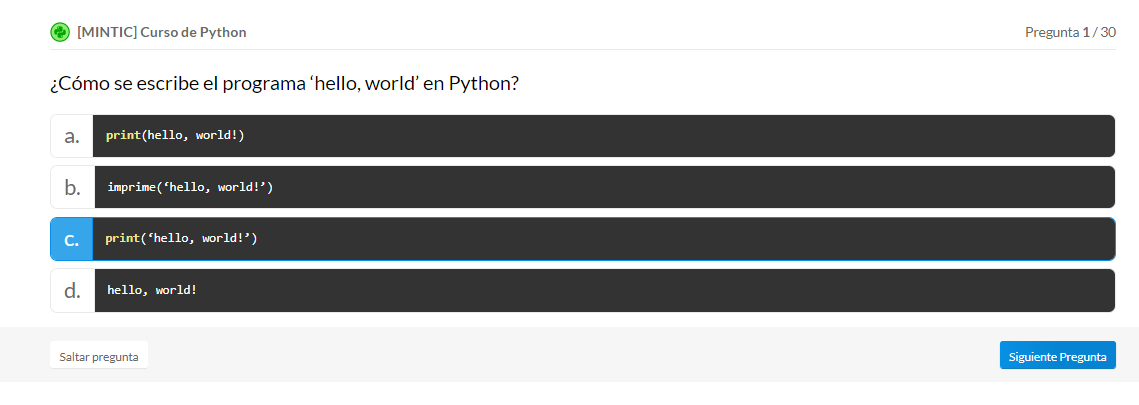 [MINTIC] Curso de Python
Pregunta 1 / 30
¿Cómo se escribe el programa ‘hello, world’ en Python?
a. print(hello, world!)
b. imprime(‘hello, world!’)
c. print(‘hello, world!’)
d. hello, world!
Saltar pregunta
Siguiente Pregunta